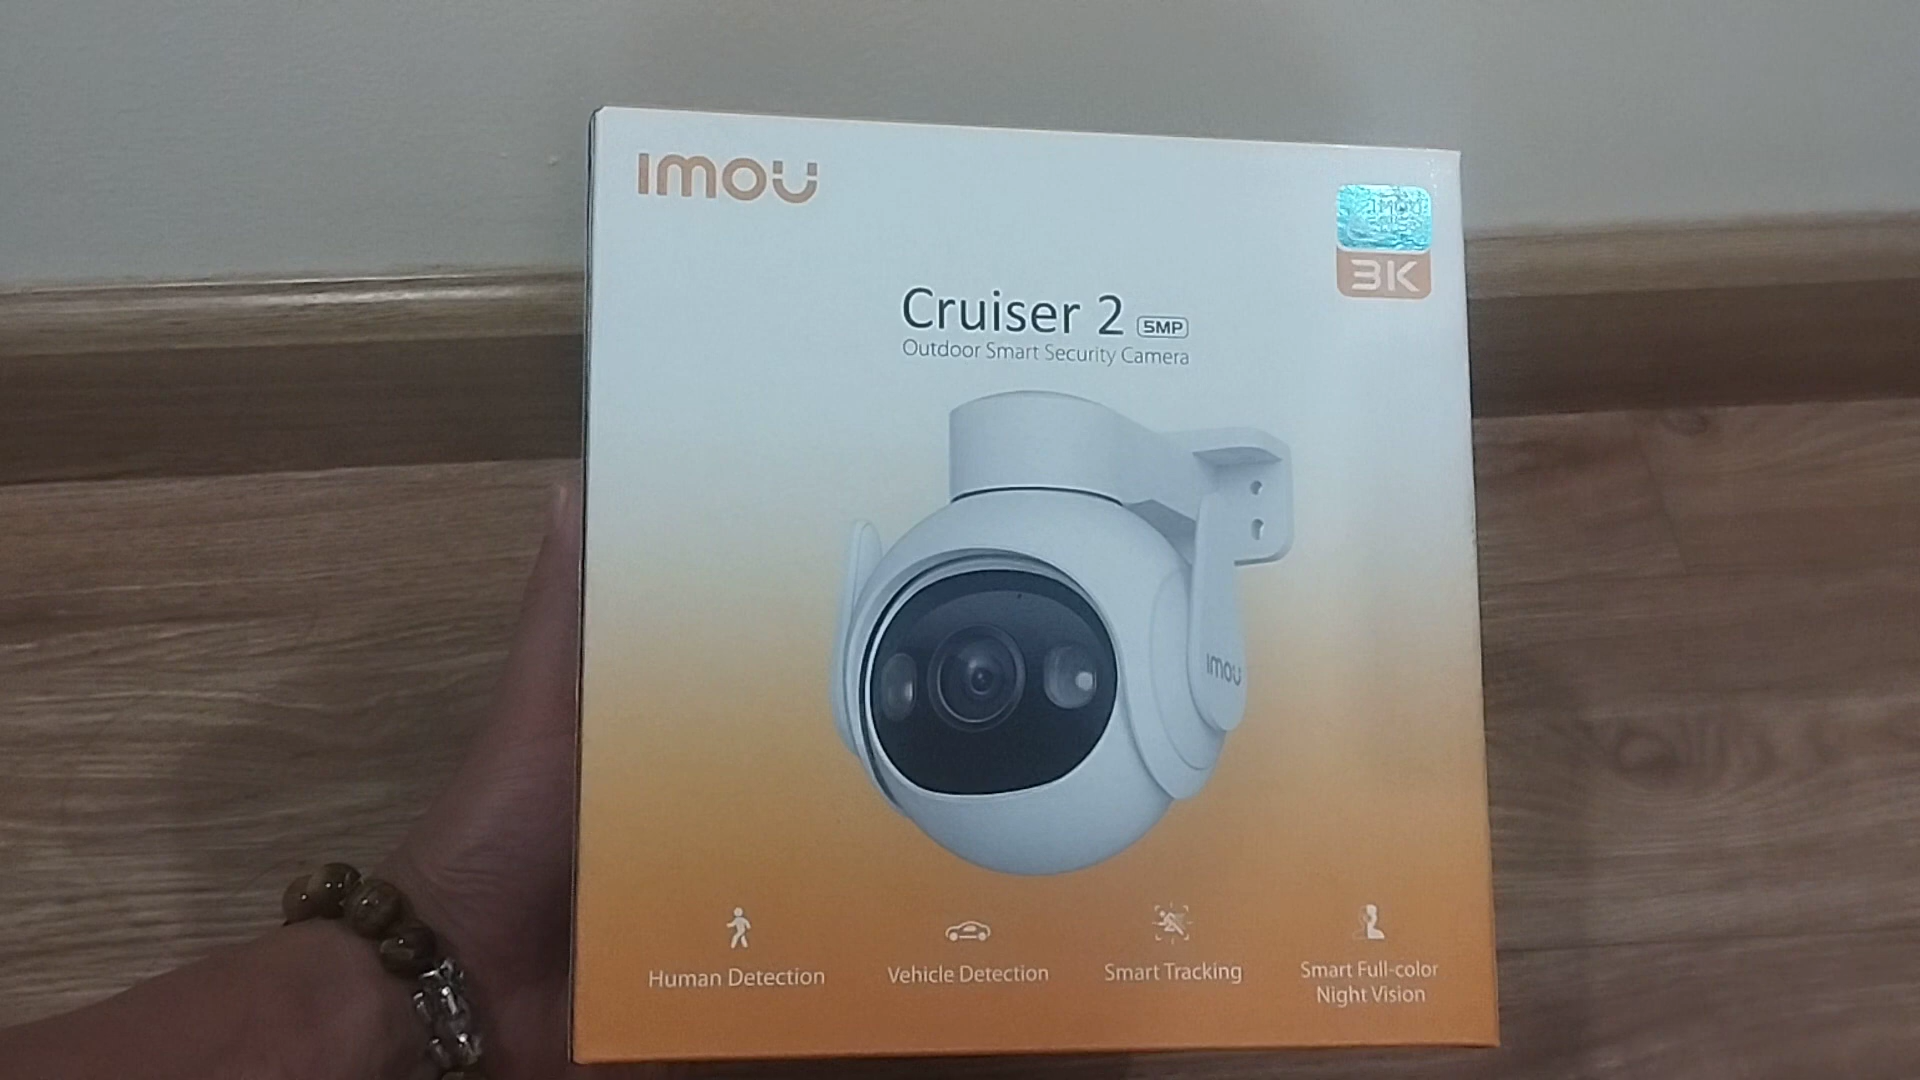 imou
3K
Cruiser 2 5MP
Outdoor Smart Security Camera
imou
Human Detection
Vehicle Detection
Smart Tracking
Smart Full-color
Night Vision